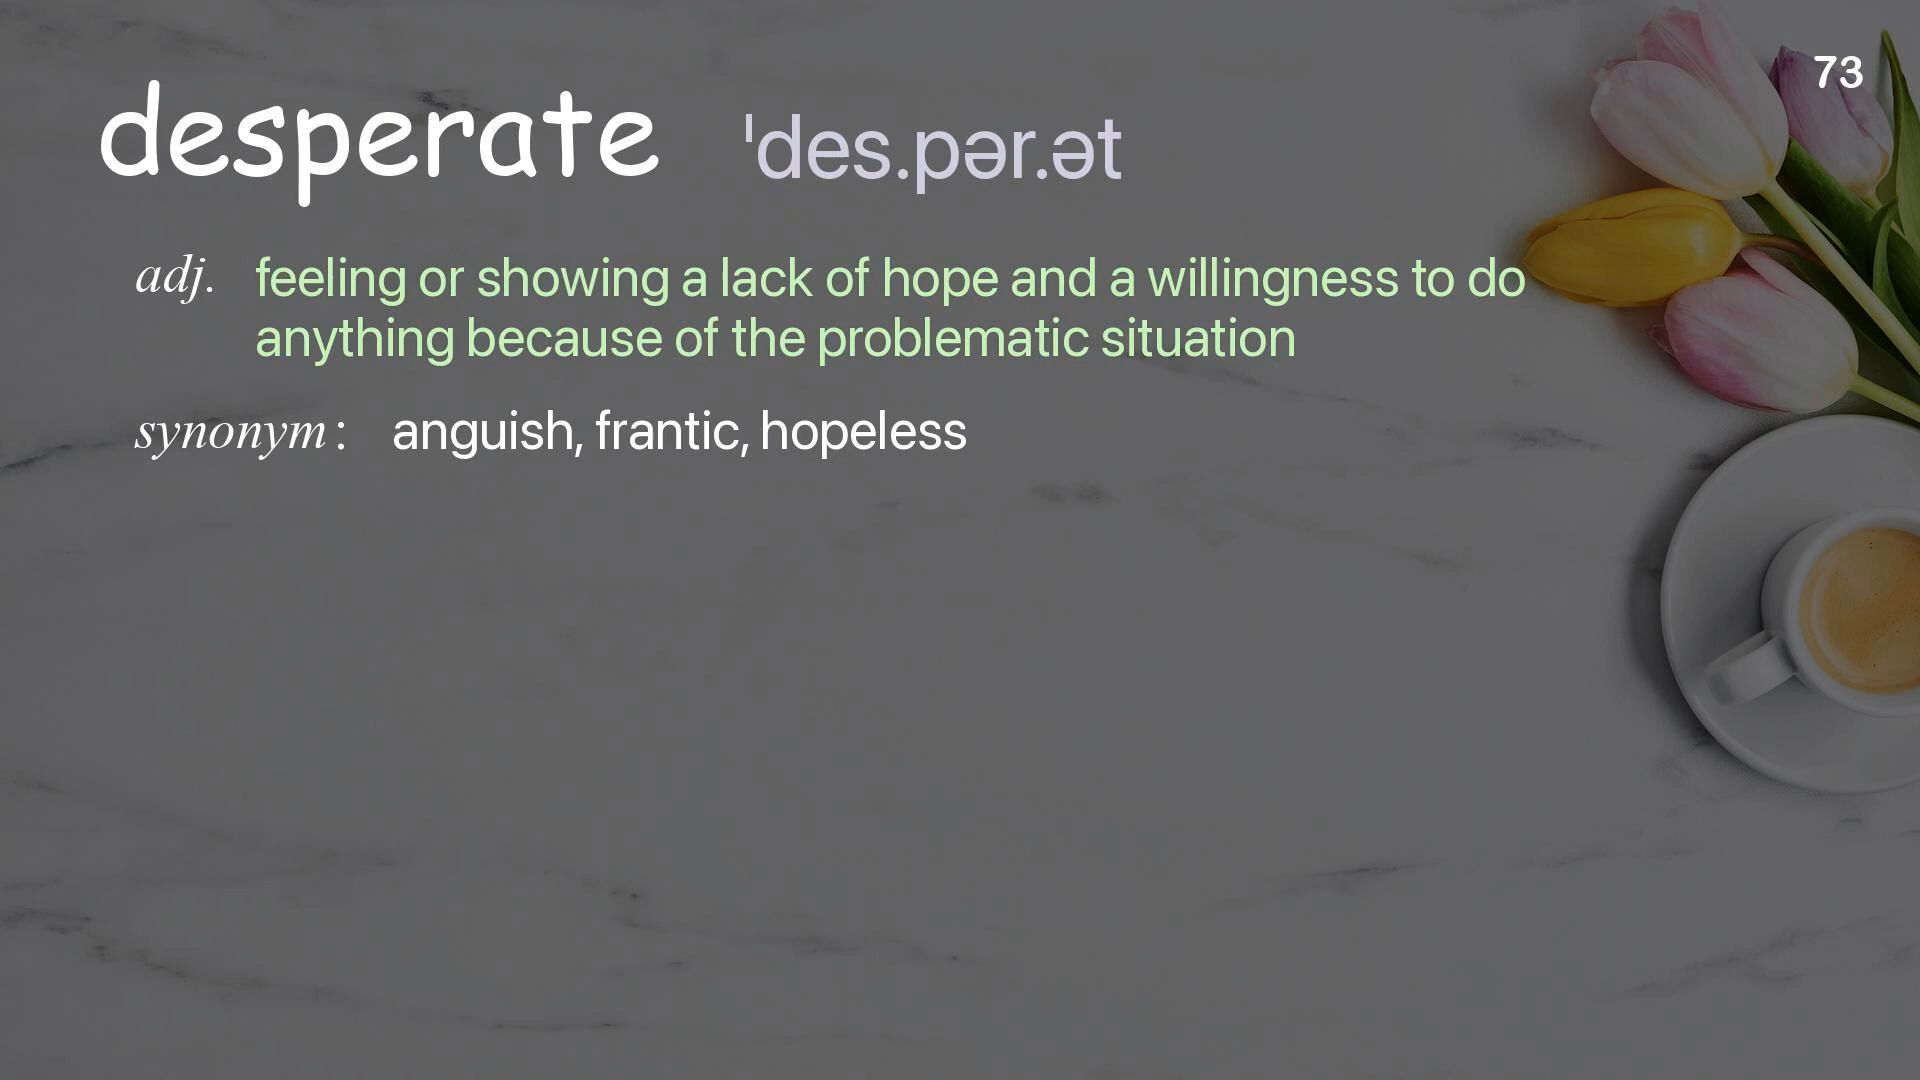 73
desperate ˈdes.pər.ət
adj. feeling or showing a lack of hope and a willingness to do
anything because of the problematic situation
synonym: anguish, frantic, hopeless